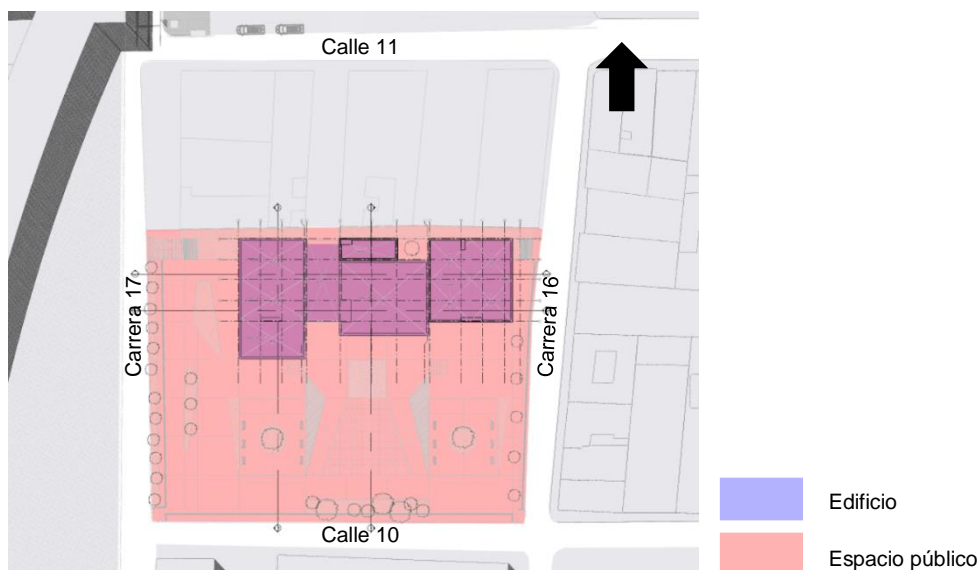 Calle 11
Carrera 17
Carrera 16
Calle 10
Edificio
Espacio público